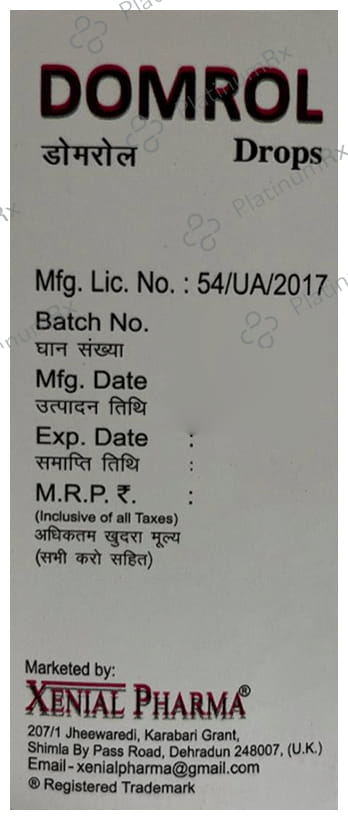 DOMROL
डोमरोल Drops
Mfg. Lic. No. : 54/UA/2017
Batch No.
घान संख्या
Mfg. Date
उत्पादन तिथि
Exp. Date :
समाप्ति तिथि :
M.R.P. ₹. :
(Inclusive of all Taxes)
अधिकतम खुदरा मूल्य
(सभी करो सहित)
Marketed by:
XENIAL PHARMA®
207/1 Jheewaredi, Karabari Grant,
Shimla By Pass Road, Dehradun 248007, (U.K.)
Email - xenialpharma@gmail.com
® Registered Trademark
PlatinumRx
PlatinumRx